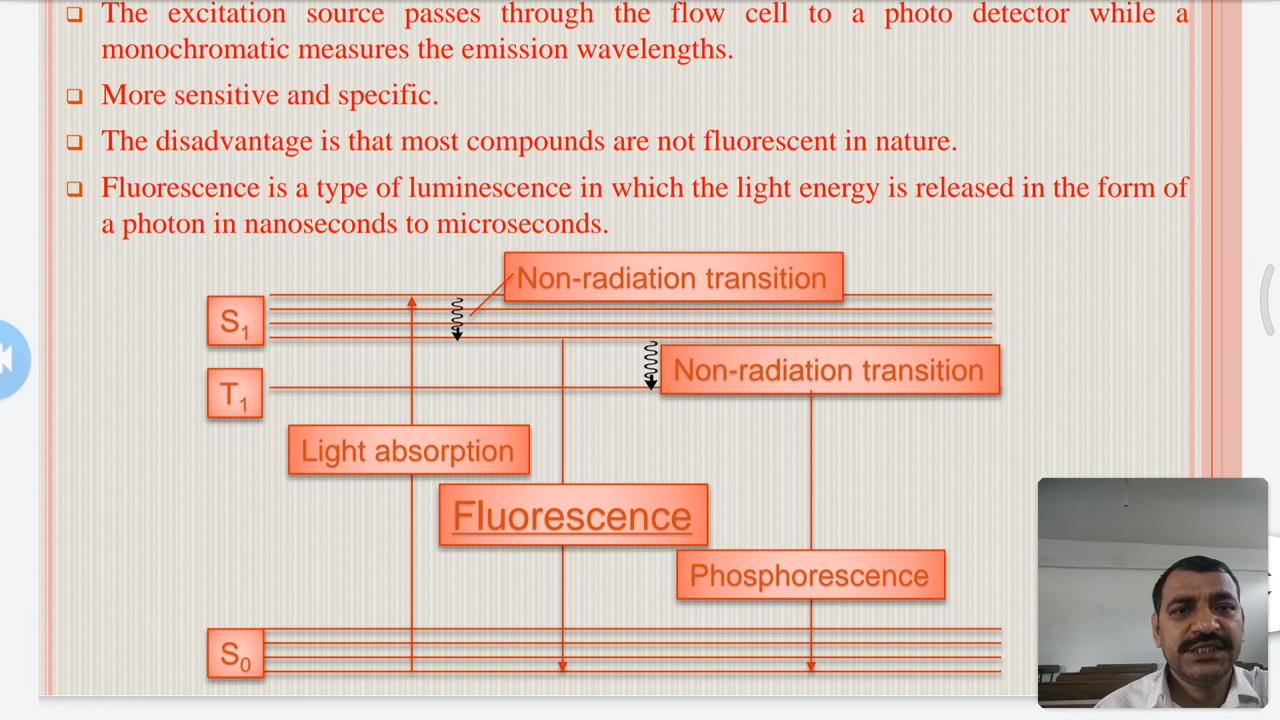 The excitation source passes through the flow cell to a photo detector while a
monochromatic measures the emission wavelengths.
More sensitive and specific.
The disadvantage is that most compounds are not fluorescent in nature.
Fluorescence is a type of luminescence in which the light energy is released in the form of
a photon in nanoseconds to microseconds.
Non-radiation transition
S1
Non-radiation transition
T1
Light absorption
Fluorescence
Phosphorescence
S0